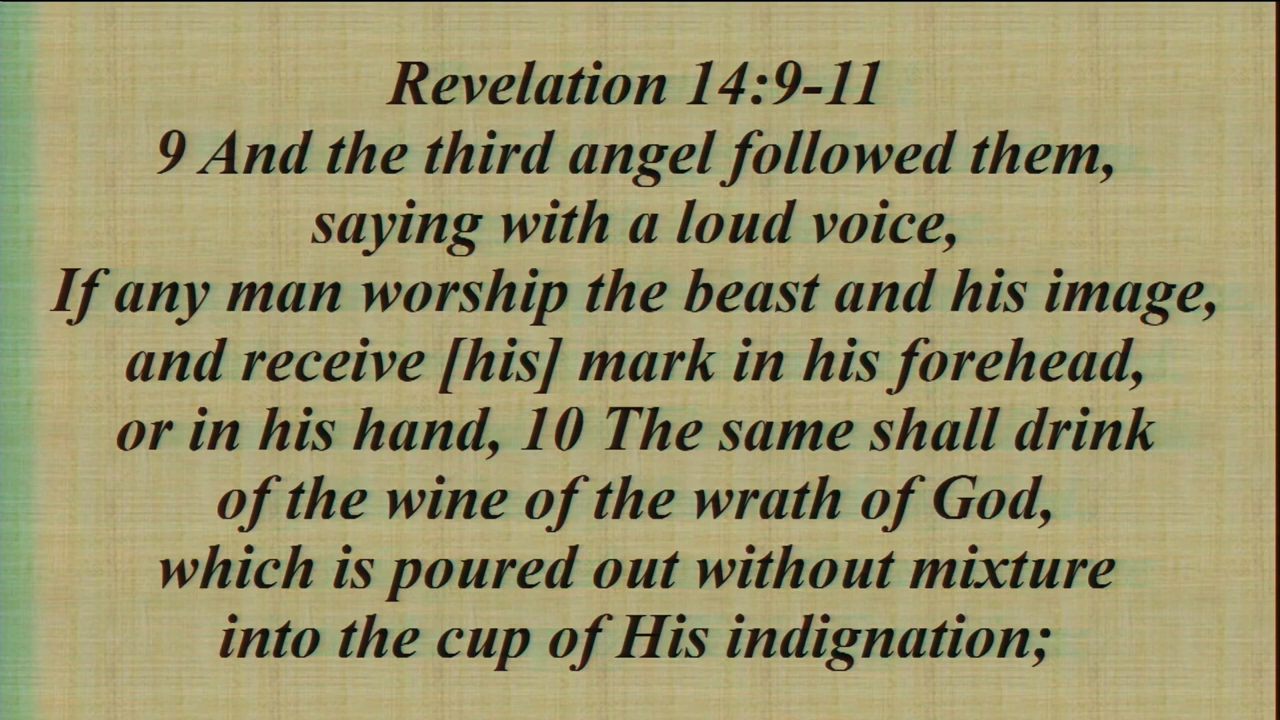 Revelation 14:9-11
9 And the third angel followed them,
saying with a loud voice,
If any man worship the beast and his image,
and receive [his] mark in his forehead,
or in his hand, 10 The same shall drink
of the wine of the wrath of God,
which is poured out without mixture
into the cup of His indignation;